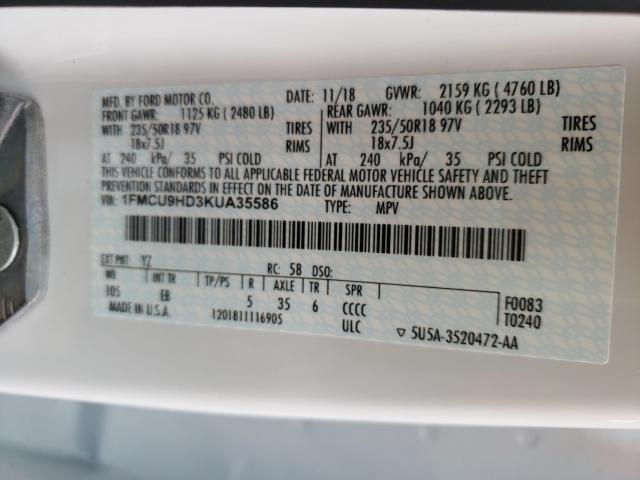 MFD. BY FORD MOTOR CO. DATE: 11/18 GVWR: 2159 KG ( 4760 LB)
FRONT GAWR: 1125 KG ( 2480 LB) REAR GAWR: 1040 KG ( 2293 LB)
WITH 235/50R18 97V TIRES WITH 235/50R18 97V TIRES
18x7.5J RIMS 18x7.5J RIMS
AT 240 kPa/ 35 PSI COLD AT 240 kPa/ 35 PSI COLD
THIS VEHICLE CONFORMS TO ALL APPLICABLE FEDERAL MOTOR VEHICLE SAFETY AND THEFT
PREVENTION STANDARDS IN EFFECT ON THE DATE OF MANUFACTURE SHOWN ABOVE.
VIN: 1FMCU9HD3KUA35586 TYPE: MPV
EXT PNT: YZ RC: 58 DSO:
WB INT TR TP/PS R AXLE TR SPR
105 EB 5 35 6 CCCC F0083
MADE IN U.S.A. 1201811116905 ULC T0240
▽ 5U5A-3520472-AA